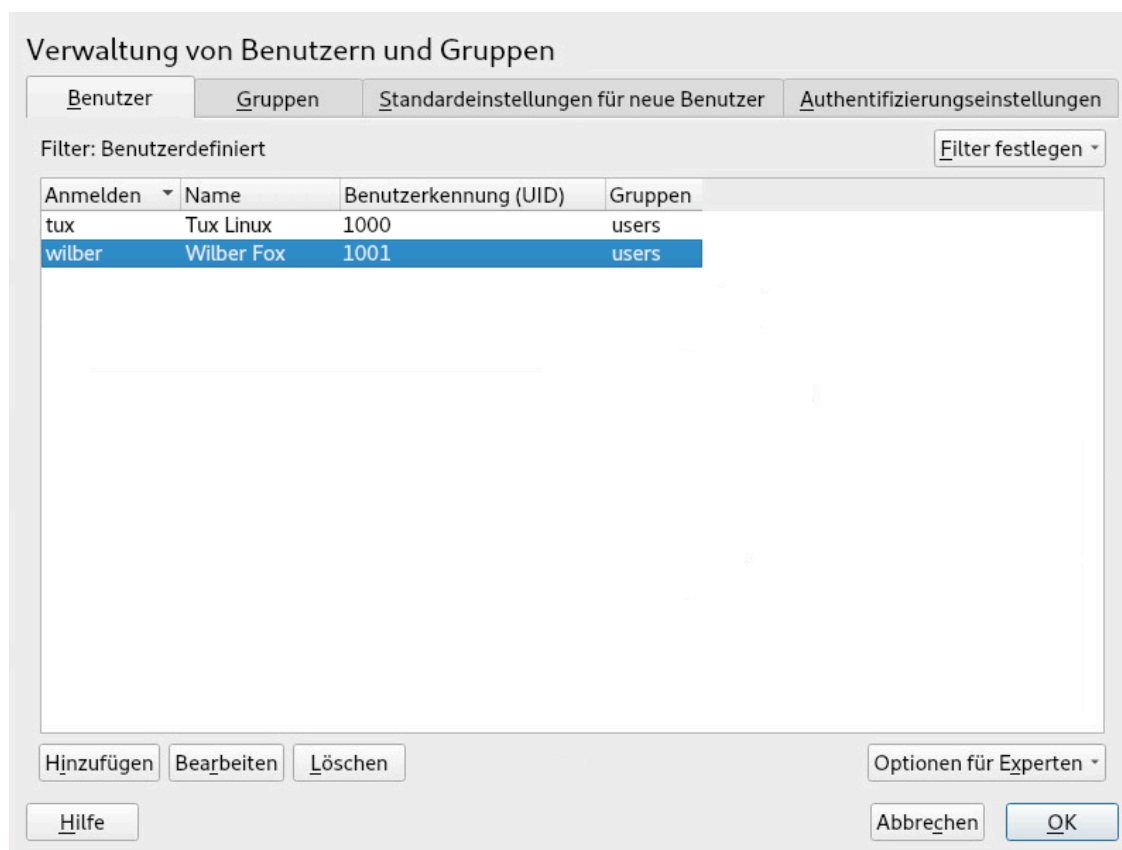 Verwaltung von Benutzern und Gruppen
Benutzer Gruppen Standardeinstellungen für neue Benutzer Authentifizierungseinstellungen
Filter: Benutzerdefiniert Filter festlegen
Anmelden Name Benutzerkennung (UID) Gruppen
tux Tux Linux 1000 users
wilber Wilber Fox 1001 users
Hinzufügen Bearbeiten Löschen Optionen für Experten
Hilfe Abbrechen OK